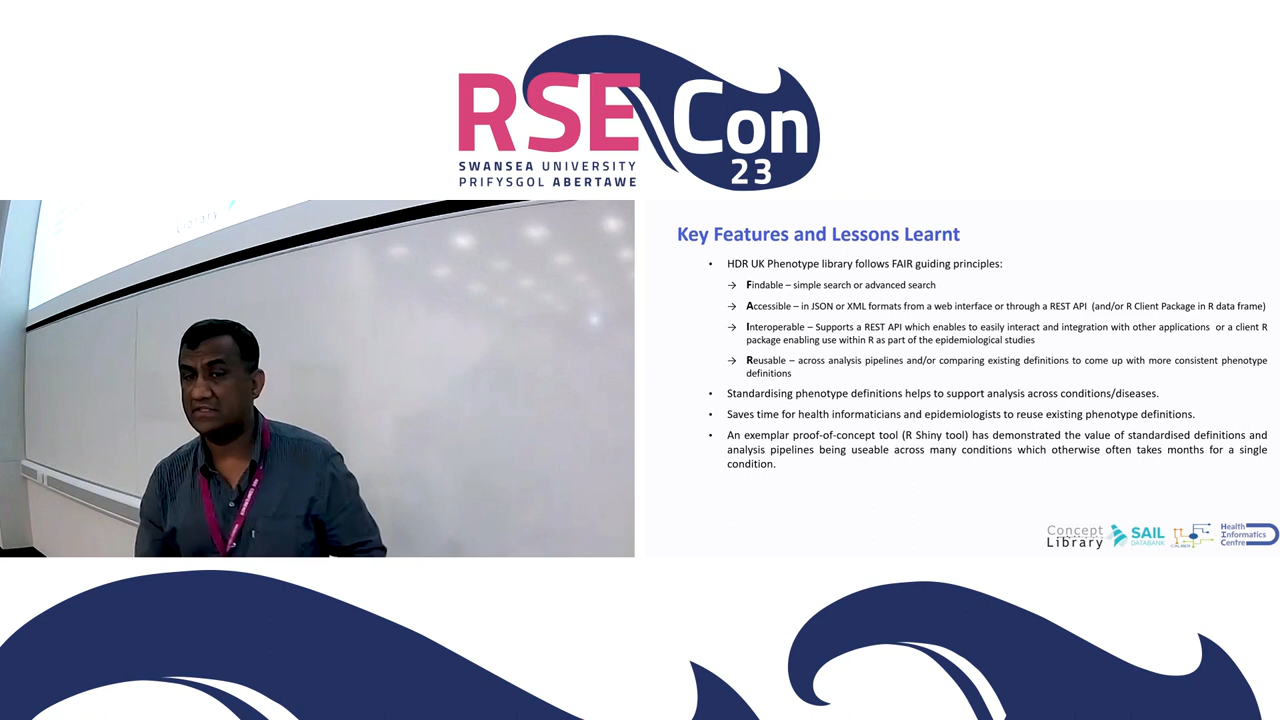 RSE Con
23
SWANSEA UNIVERSITY
PRIFYSGOL ABERTAWE
Library
Key Features and Lessons Learnt
• HDR UK Phenotype library follows FAIR guiding principles:
→ Findable – simple search or advanced search
→ Accessible – in JSON or XML formats from a web interface or through a REST API (and/or R Client Package in R data frame)
→ Interoperable – Supports a REST API which enables to easily interact and integration with other applications or a client R
package enabling use within R as part of the epidemiological studies
→ Reusable – across analysis pipelines and/or comparing existing definitions to come up with more consistent phenotype
definitions
• Standardising phenotype definitions helps to support analysis across conditions/diseases.
• Saves time for health informaticians and epidemiologists to reuse existing phenotype definitions.
• An exemplar proof-of-concept tool (R Shiny tool) has demonstrated the value of standardised definitions and
analysis pipelines being useable across many conditions which otherwise often takes months for a single
condition.
Concept
Library
SAIL
DATABANK
CALIBER
Health
Informatics
Centre